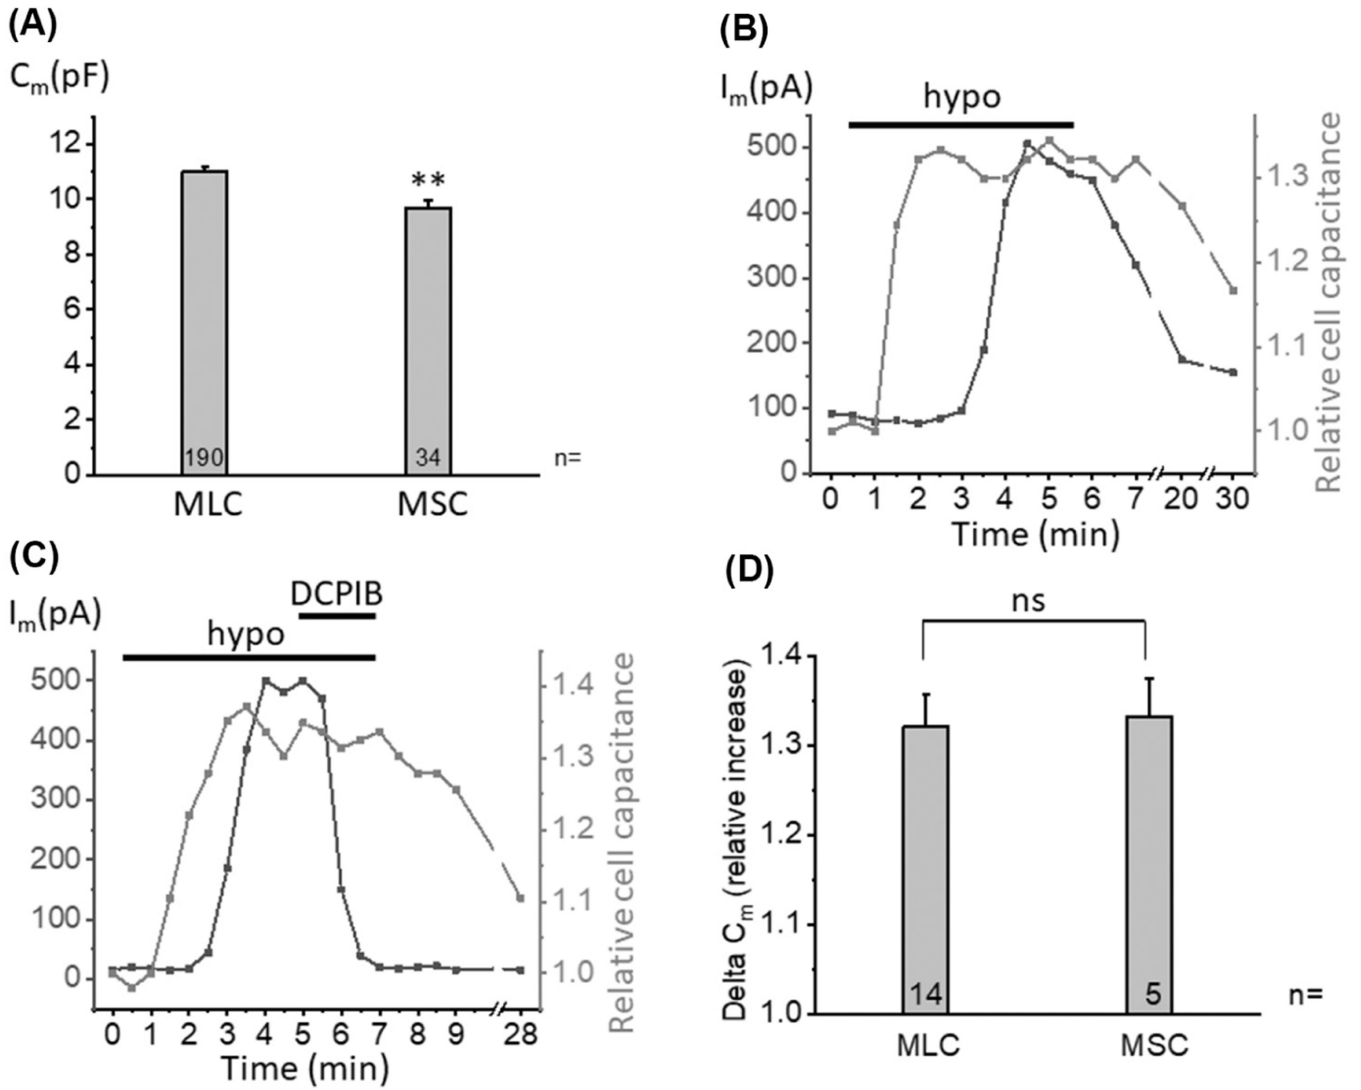 (A)
Cm(pF)
12
10
8
6
4
2
0
**
190
34
n=
MLC
MSC
(B)
Im(pA)
hypo
500
400
300
200
100
0
1.3
1.2
1.1
1.0
Relative cell capacitance
0 1 2 3 4 5 6 7 20 30
Time (min)
(C)
Im(pA)
DCPIB
hypo
500
400
300
200
100
0
1.4
1.3
1.2
1.1
1.0
Relative cell capacitance
0 1 2 3 4 5 6 7 8 9 28
Time (min)
(D)
ns
Delta Cm (relative increase)
1.4
1.3
1.2
1.1
1.0
14
5
n=
MLC
MSC